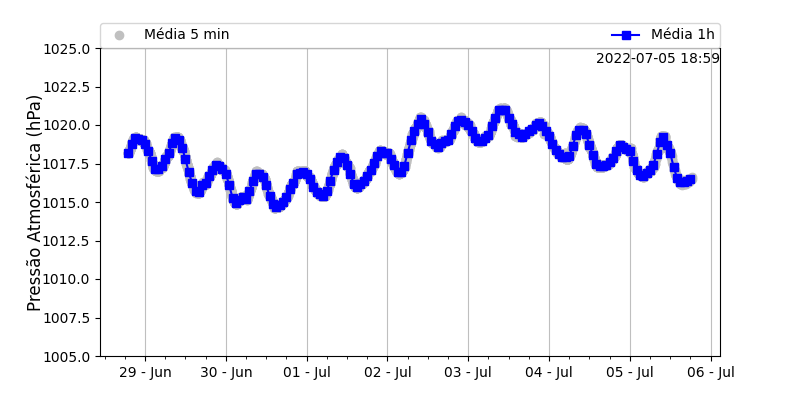 Média 5 min
Média 1h
2022-07-05 18:59
Pressão Atmosférica (hPa)
1025.0
1022.5
1020.0
1017.5
1015.0
1012.5
1010.0
1007.5
1005.0
29 - Jun
30 - Jun
01 - Jul
02 - Jul
03 - Jul
04 - Jul
05 - Jul
06 - Jul